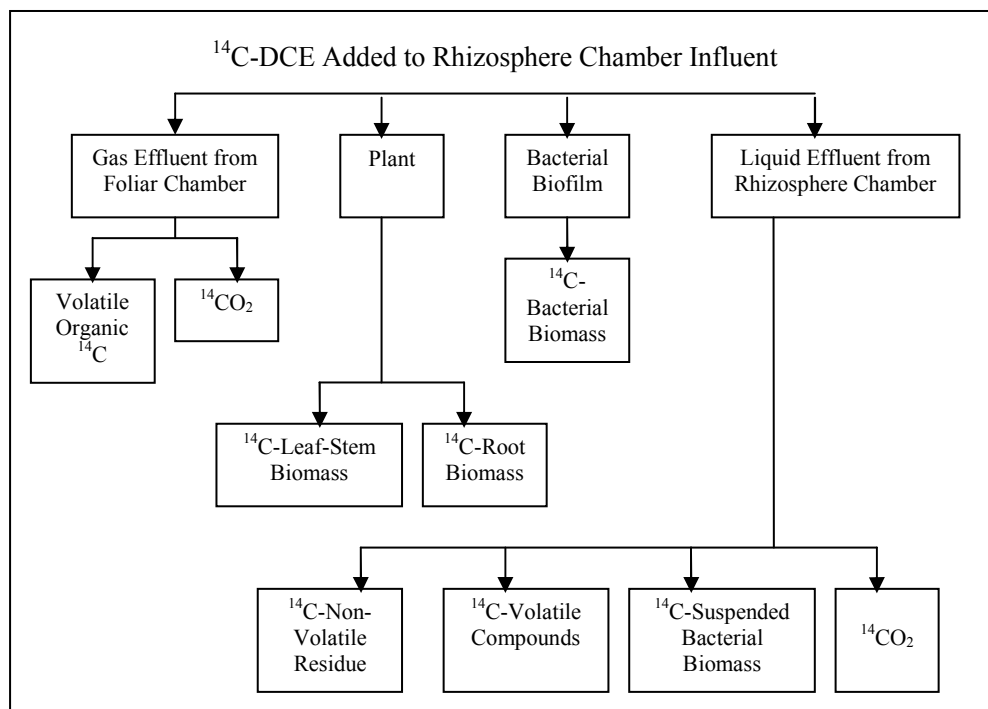 ¹⁴C-DCE Added to Rhizosphere Chamber Influent
Gas Effluent from
Foliar Chamber
Plant
Bacterial
Biofilm
Liquid Effluent from
Rhizosphere Chamber
Volatile
Organic
¹⁴C
¹⁴CO₂
¹⁴C-
Bacterial
Biomass
¹⁴C-Leaf-Stem
Biomass
¹⁴C-Root
Biomass
¹⁴C-Non-
Volatile
Residue
¹⁴C-Volatile
Compounds
¹⁴C-Suspended
Bacterial
Biomass
¹⁴CO₂